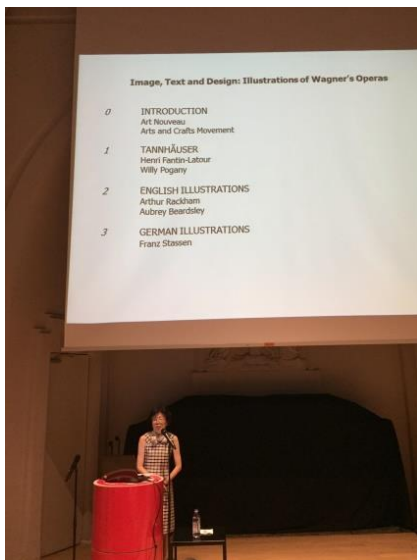 Image, Text and Design: Illustrations of Wagner's Operas
0 INTRODUCTION
Art Nouveau
Arts and Crafts Movement
1 TANNHÄUSER
Henri Fantin-Latour
Willy Pogany
2 ENGLISH ILLUSTRATIONS
Arthur Rackham
Aubrey Beardsley
3 GERMAN ILLUSTRATIONS
Franz Stassen